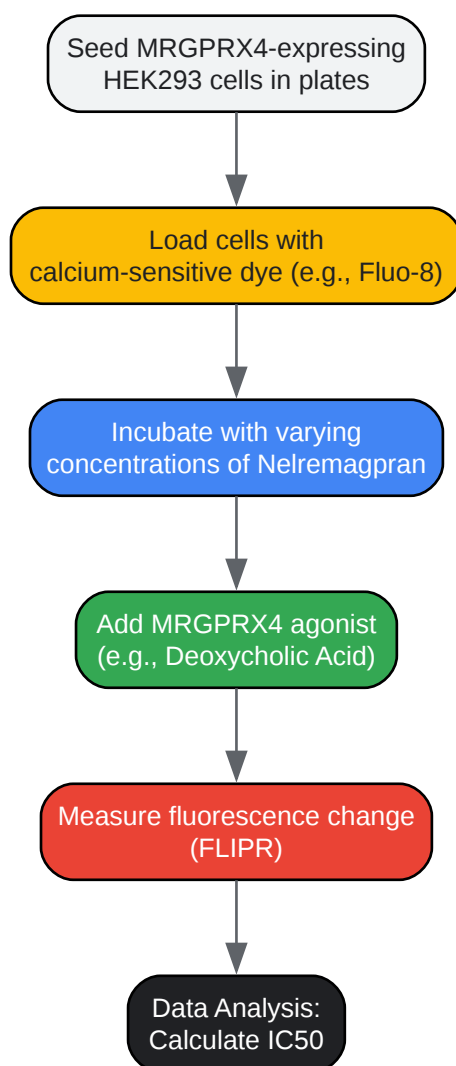 Seed MRGPRX4-expressing
HEK293 cells in plates
Load cells with
calcium-sensitive dye (e.g., Fluo-8)
Incubate with varying
concentrations of Nelremagpran
Add MRGPRX4 agonist
(e.g., Deoxycholic Acid)
Measure fluorescence change
(FLIPR)
Data Analysis:
Calculate IC50